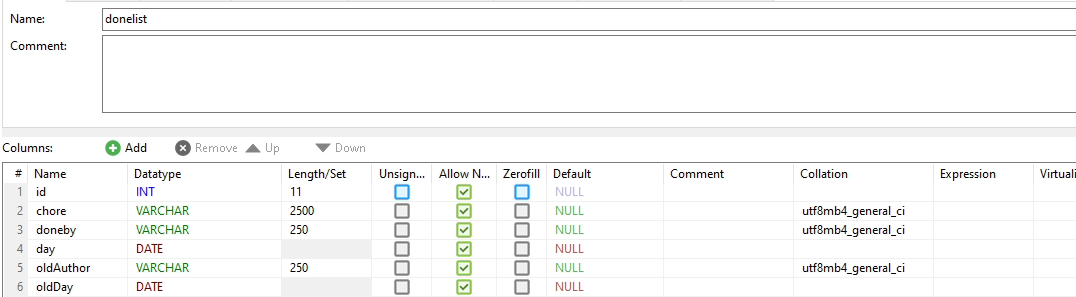 Name: donelist
Comment:
Columns: Add Remove Up Down
# Name Datatype Length/Set Unsign... Allow N... Zerofill Default Comment Collation Expression Virtuali
1 id INT 11 NULL
2 chore VARCHAR 2500 NULL utf8mb4_general_ci
3 doneby VARCHAR 250 NULL utf8mb4_general_ci
4 day DATE NULL
5 oldAuthor VARCHAR 250 NULL utf8mb4_general_ci
6 oldDay DATE NULL